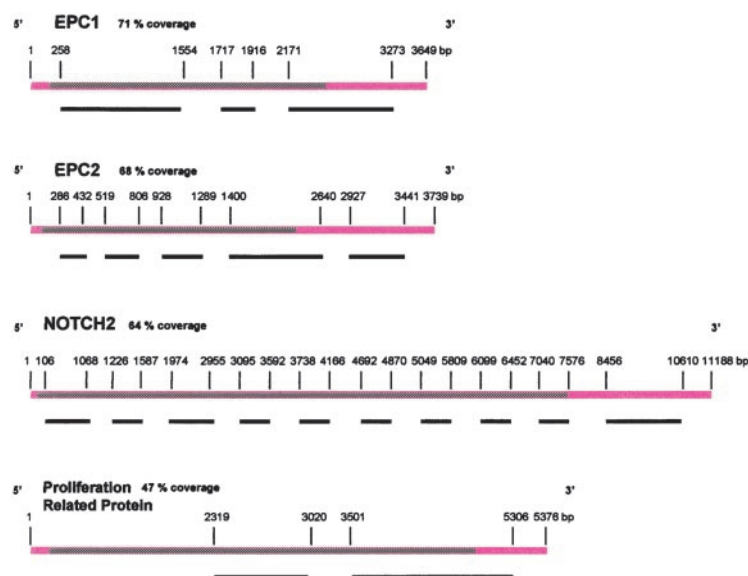 5' EPC1 71 % coverage 3'
1 258 1554 1717 1916 2171 3273 3649 bp
5' EPC2 68 % coverage 3'
1 286 432 519 806 928 1289 1400 2640 2927 3441 3739 bp
5' NOTCH2 64 % coverage 3'
1 106 1068 1226 1587 1974 2955 3095 3592 3738 4166 4692 4870 5049 5809 6099 6452 7040 7576 8456 10610 11188 bp
5' Proliferation 47 % coverage 3'
Related Protein
1 2319 3020 3501 5306 5376 bp